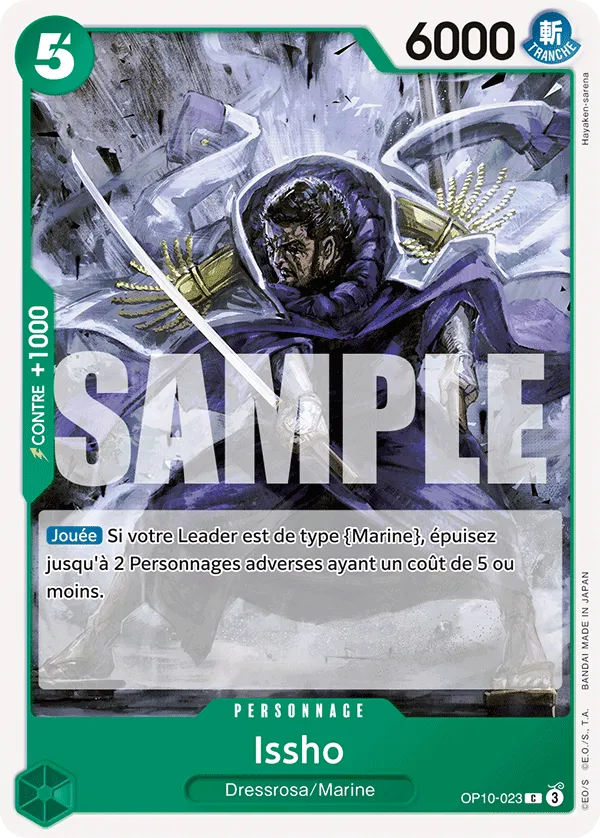 5
6000
斬
TRANCHE
Hayaken-sarena
CONTRE +1000
SAMPLE
Jouée Si votre Leader est de type {Marine}, épuisez
jusqu'à 2 Personnages adverses ayant un coût de 5 ou
moins.
PERSONNAGE
Issho
Dressrosa/Marine
OP10-023 C 3
©EO/S ©E.O./S., T.A. BANDAI MADE IN JAPAN